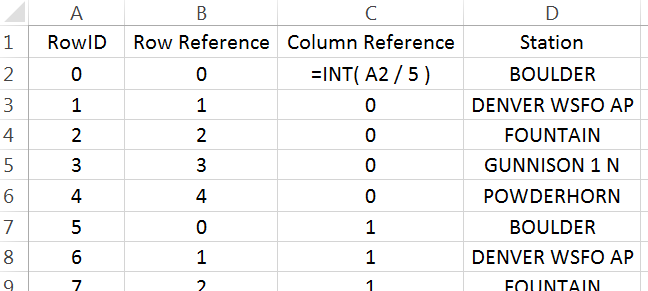 A B C D
1 RowID Row Reference Column Reference Station
2 0 0 =INT( A2 / 5 ) BOULDER
3 1 1 0 DENVER WSFO AP
4 2 2 0 FOUNTAIN
5 3 3 0 GUNNISON 1 N
6 4 4 0 POWDERHORN
7 5 0 1 BOULDER
8 6 1 1 DENVER WSFO AP
9 7 2 1 FOUNTAIN